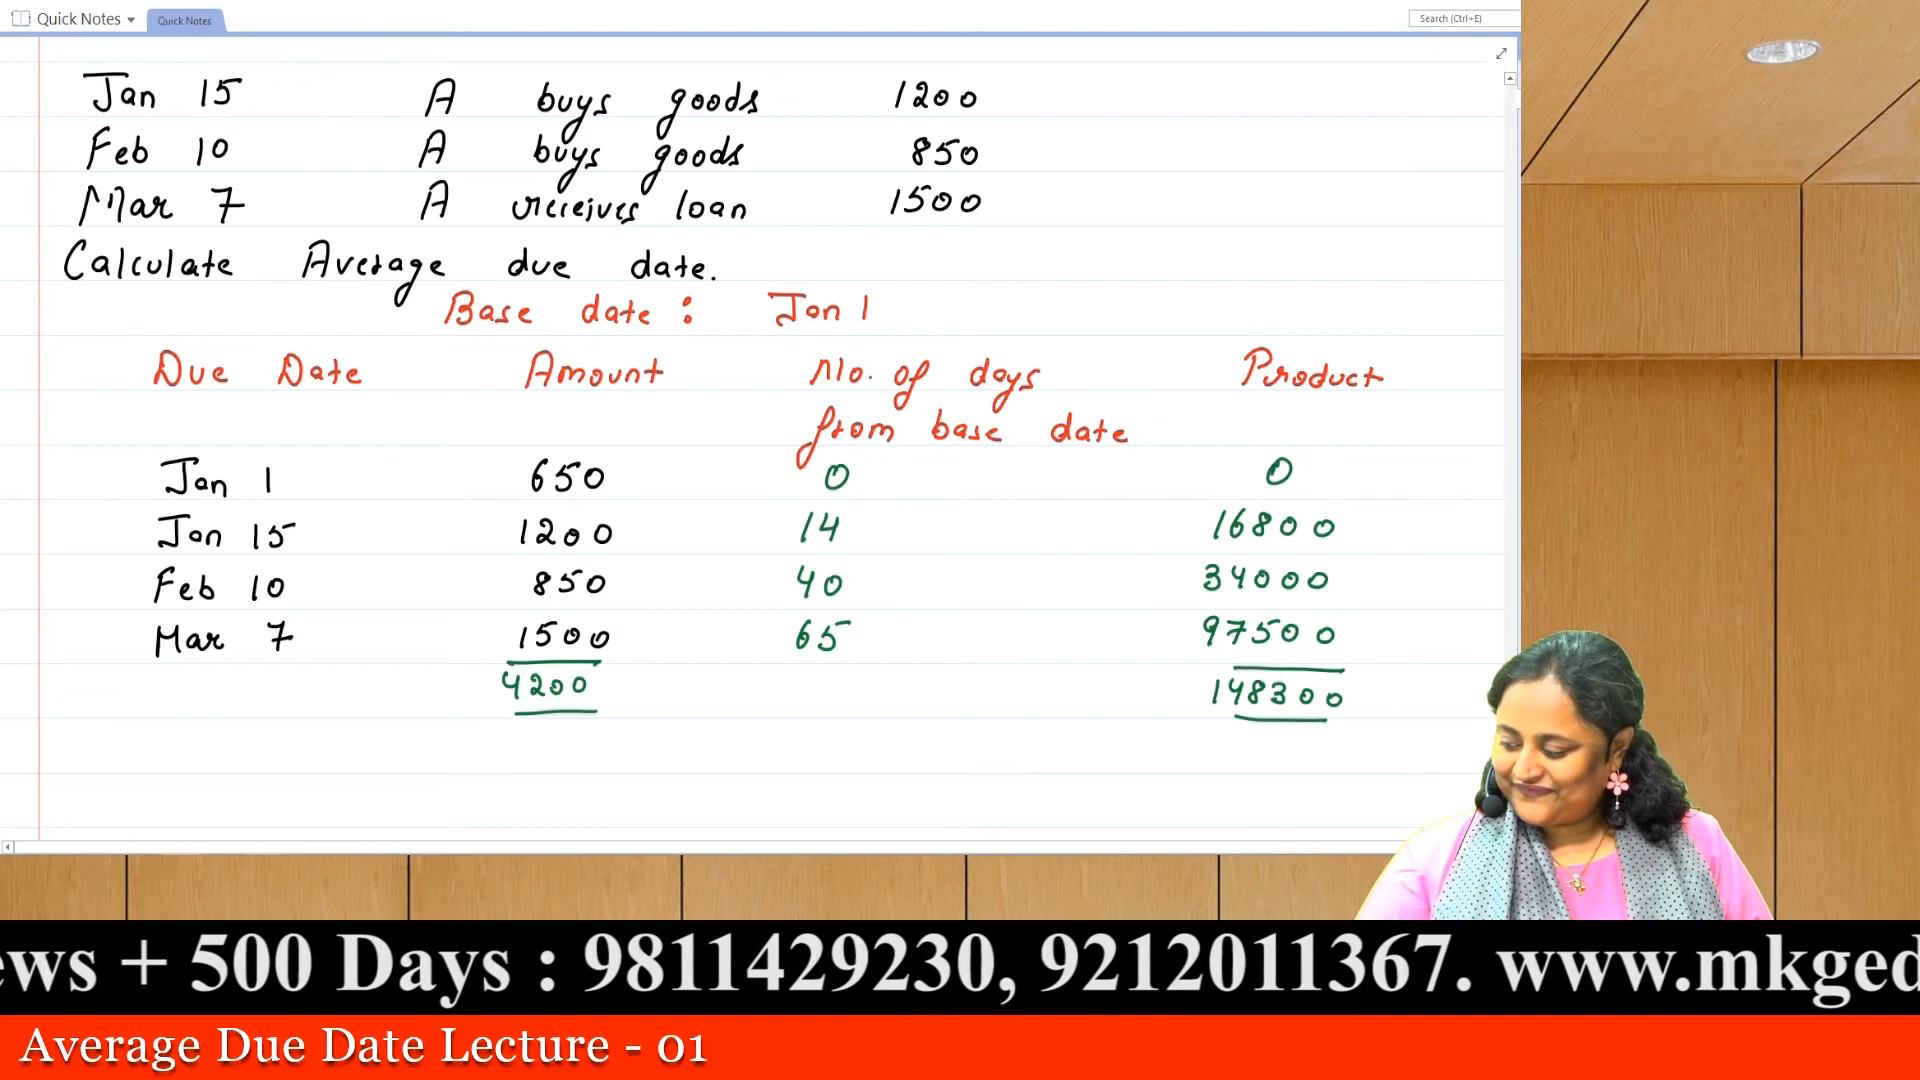 Quick Notes
Quick Notes
Search (Ctrl+E)
Jan 15 A buys goods 1200
Feb 10 A buys goods 850
Mar 7 A receives loan 1500
Calculate Average due date.
Base date : Jan 1
Due Date Amount No. of days Product
from base date
Jan 1 650 0 0
Jan 15 1200 14 16800
Feb 10 850 40 34000
Mar 7 1500 65 97500
4200 148300
ews + 500 Days : 9811429230, 9212011367. www.mkged
Average Due Date Lecture - 01